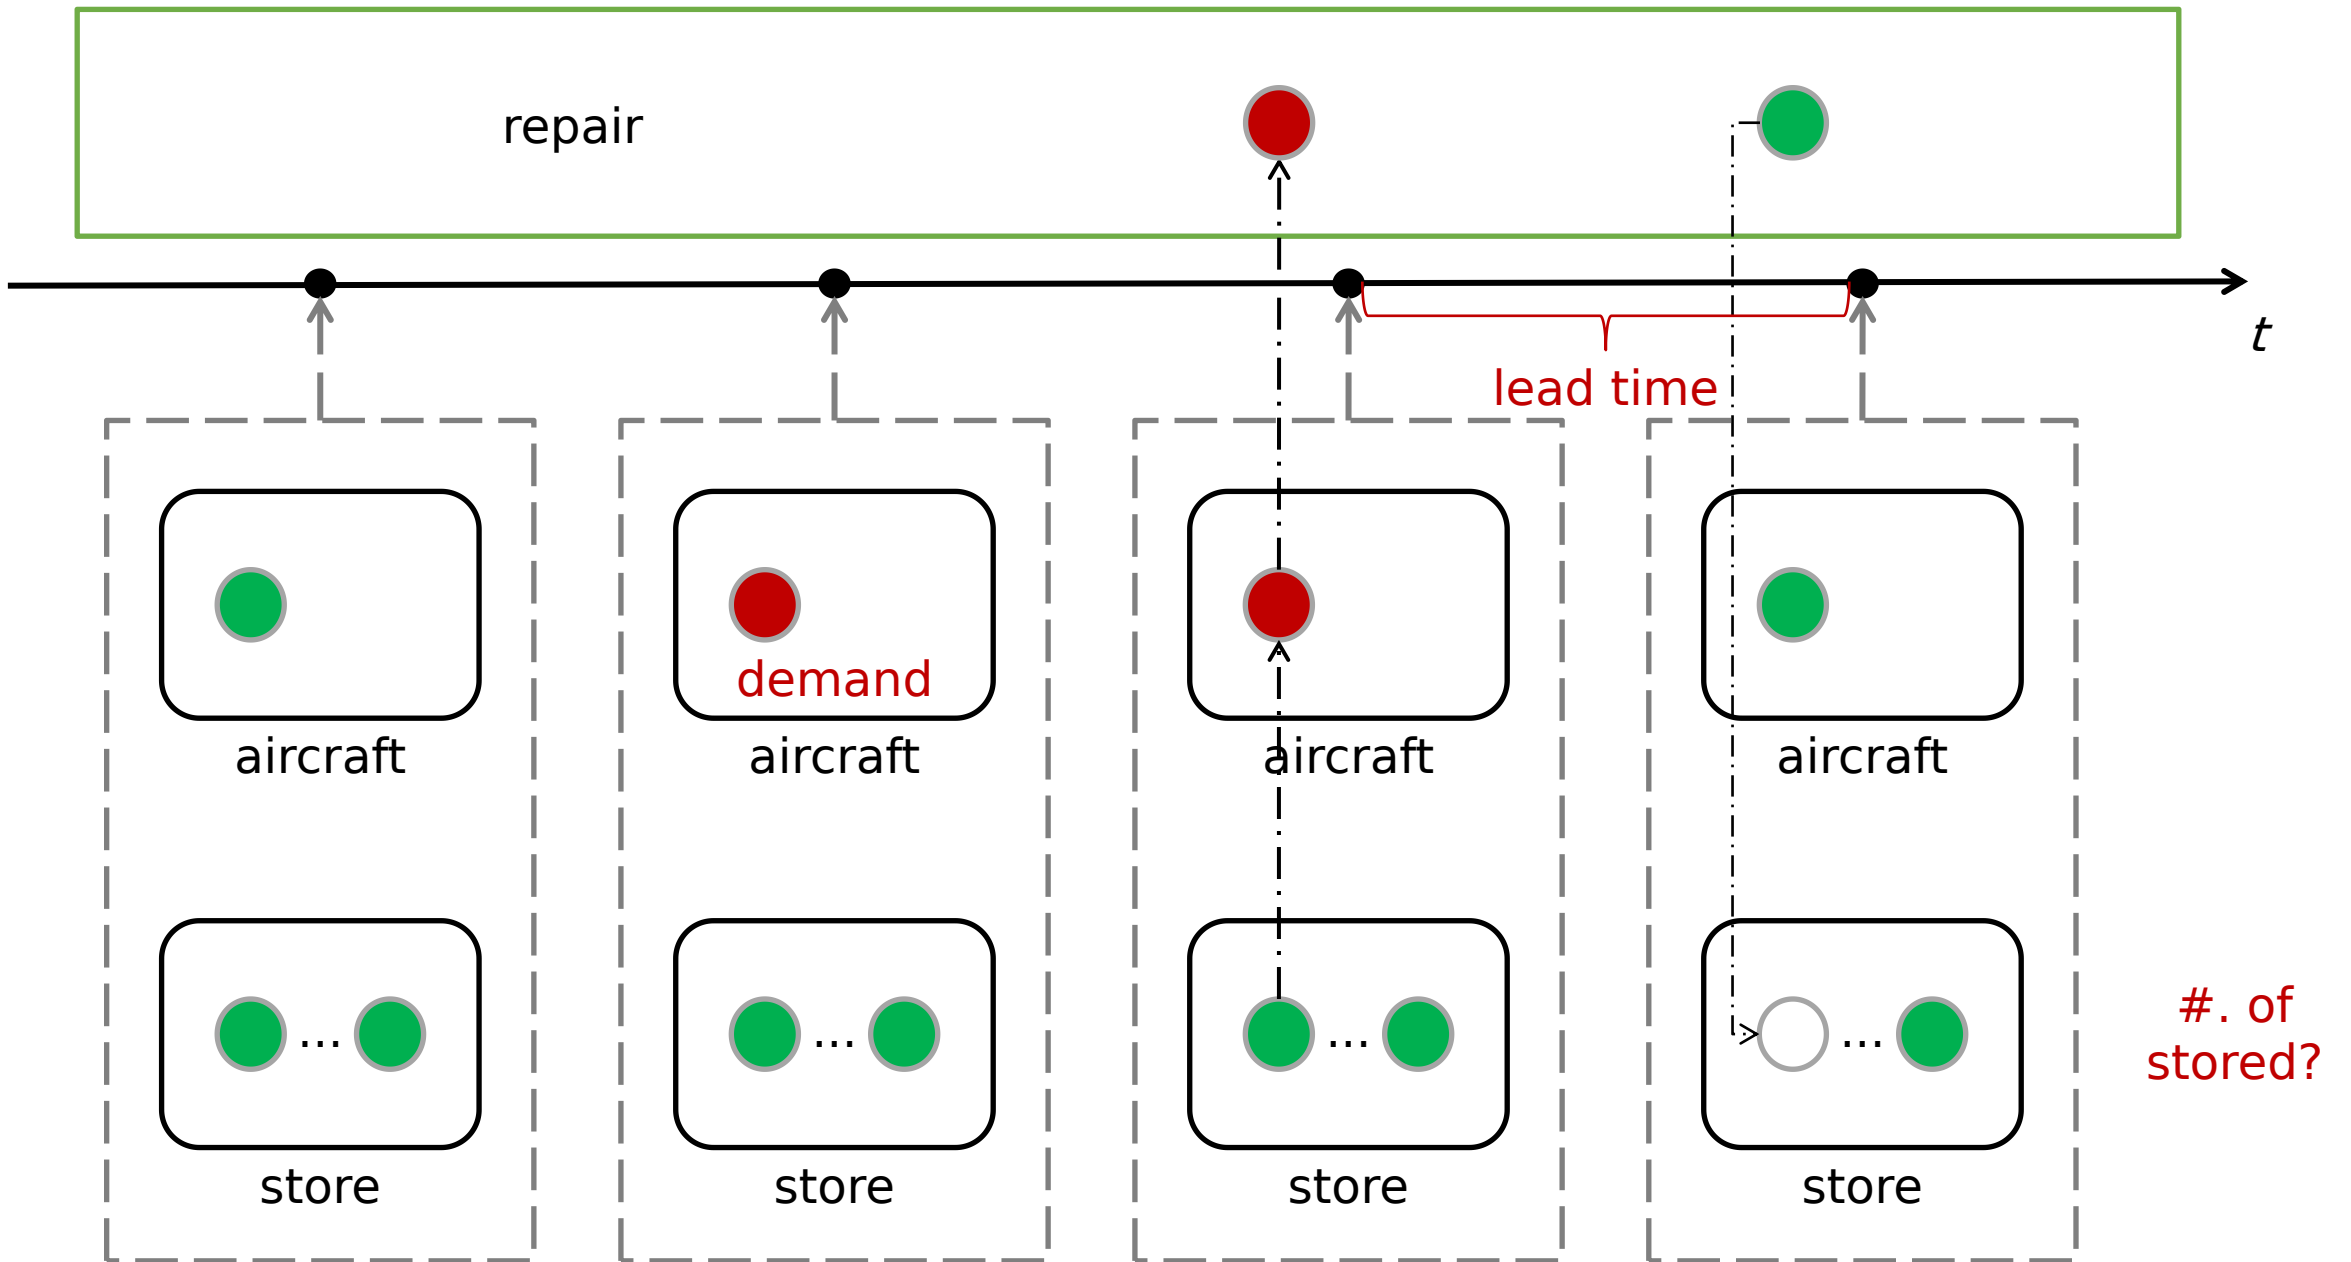 repair
t
lead time
demand
aircraft
aircraft
aircraft
aircraft
...
...
...
...
#. of
stored?
store
store
store
store